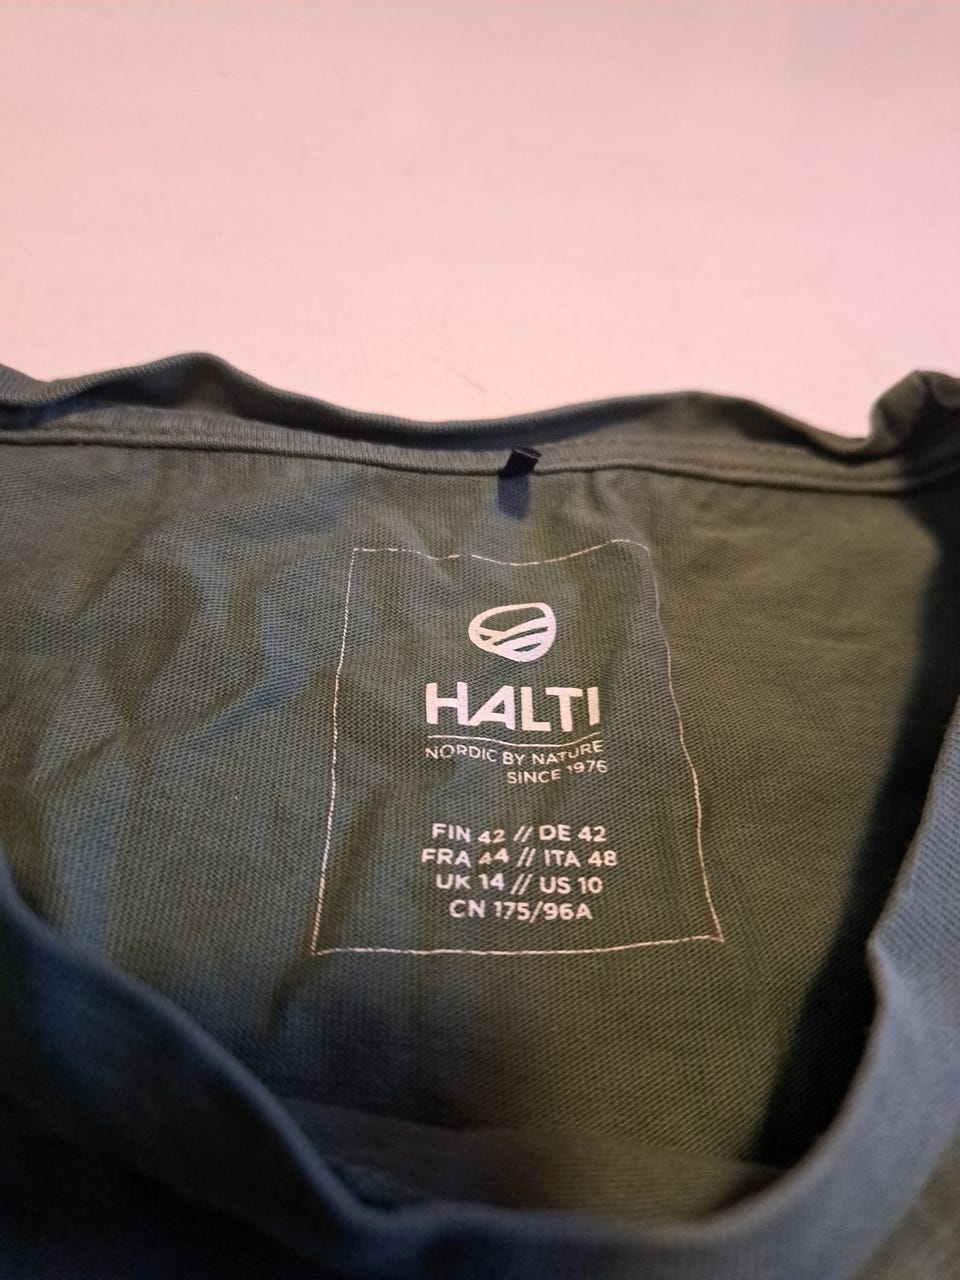 HALTI
NORDIC BY NATURE
SINCE 1976
FIN 42 // DE 42
FRA 44 // ITA 48
UK 14 // US 10
CN 175/96A